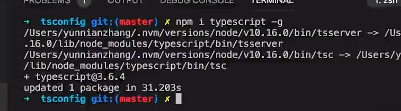 PROBLEMS OUTPUT DEBUG CONSOLE TERMINAL 1: zsh
→ tsconfig git:(master) ✗ npm i typescript -g
/Users/yunnianzhang/.nvm/versions/node/v10.16.0/bin/tsserver -> /Us
.16.0/lib/node_modules/typescript/bin/tsserver
/Users/yunnianzhang/.nvm/versions/node/v10.16.0/bin/tsc -> /Users/y
/lib/node_modules/typescript/bin/tsc
+ typescript@3.6.4
updated 1 package in 31.203s
→ tsconfig git:(master) ✗